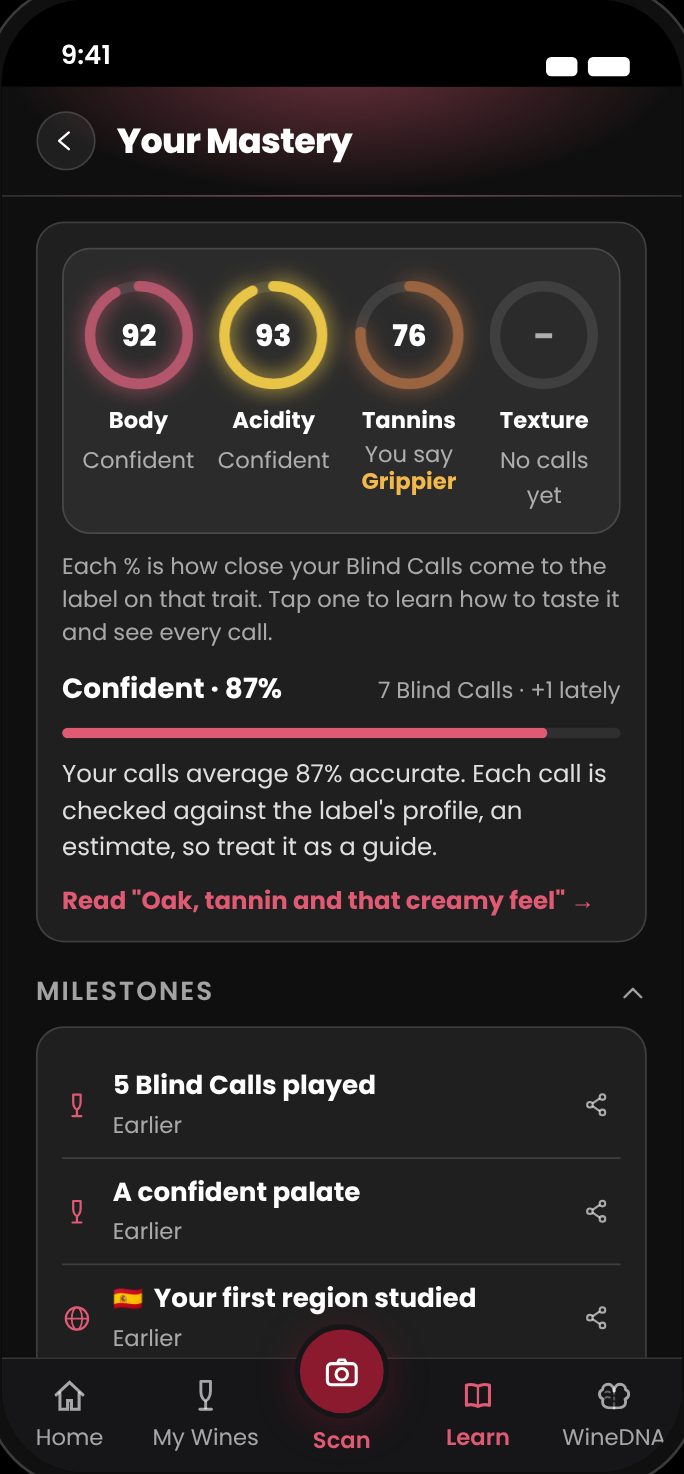 9:41
Your Mastery
92
93
76
–
Body
Acidity
Tannins
Texture
Confident
Confident
You say
Grippier
No calls
yet
Each % is how close your Blind Calls come to the
label on that trait. Tap one to learn how to taste it
and see every call.
Confident · 87%
7 Blind Calls · +1 lately
Your calls average 87% accurate. Each call is
checked against the label's profile, an
estimate, so treat it as a guide.
Read "Oak, tannin and that creamy feel" →
MILESTONES
5 Blind Calls played
Earlier
A confident palate
Earlier
🇪🇸 Your first region studied
Earlier
Home
My Wines
Scan
Learn
WineDNA